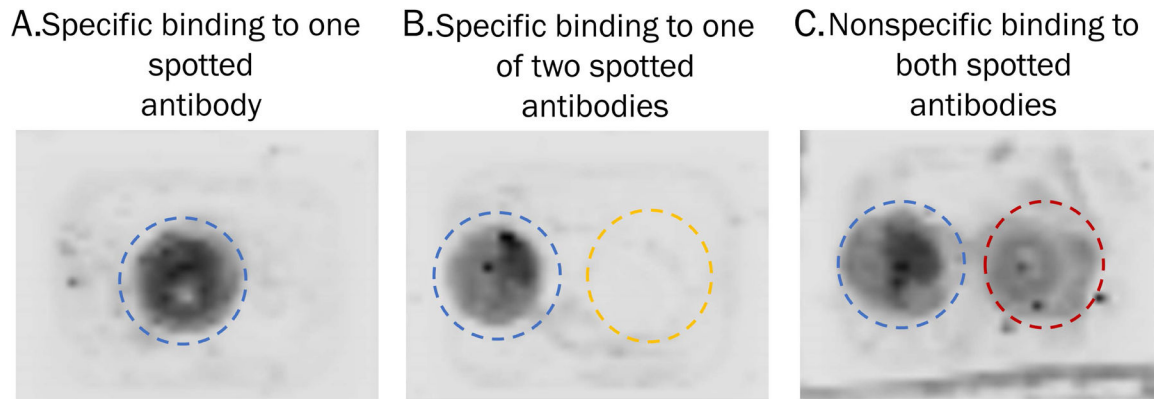 A.Specific binding to one
spotted
antibody
B.Specific binding to one
of two spotted
antibodies
C.Nonspecific binding to
both spotted
antibodies